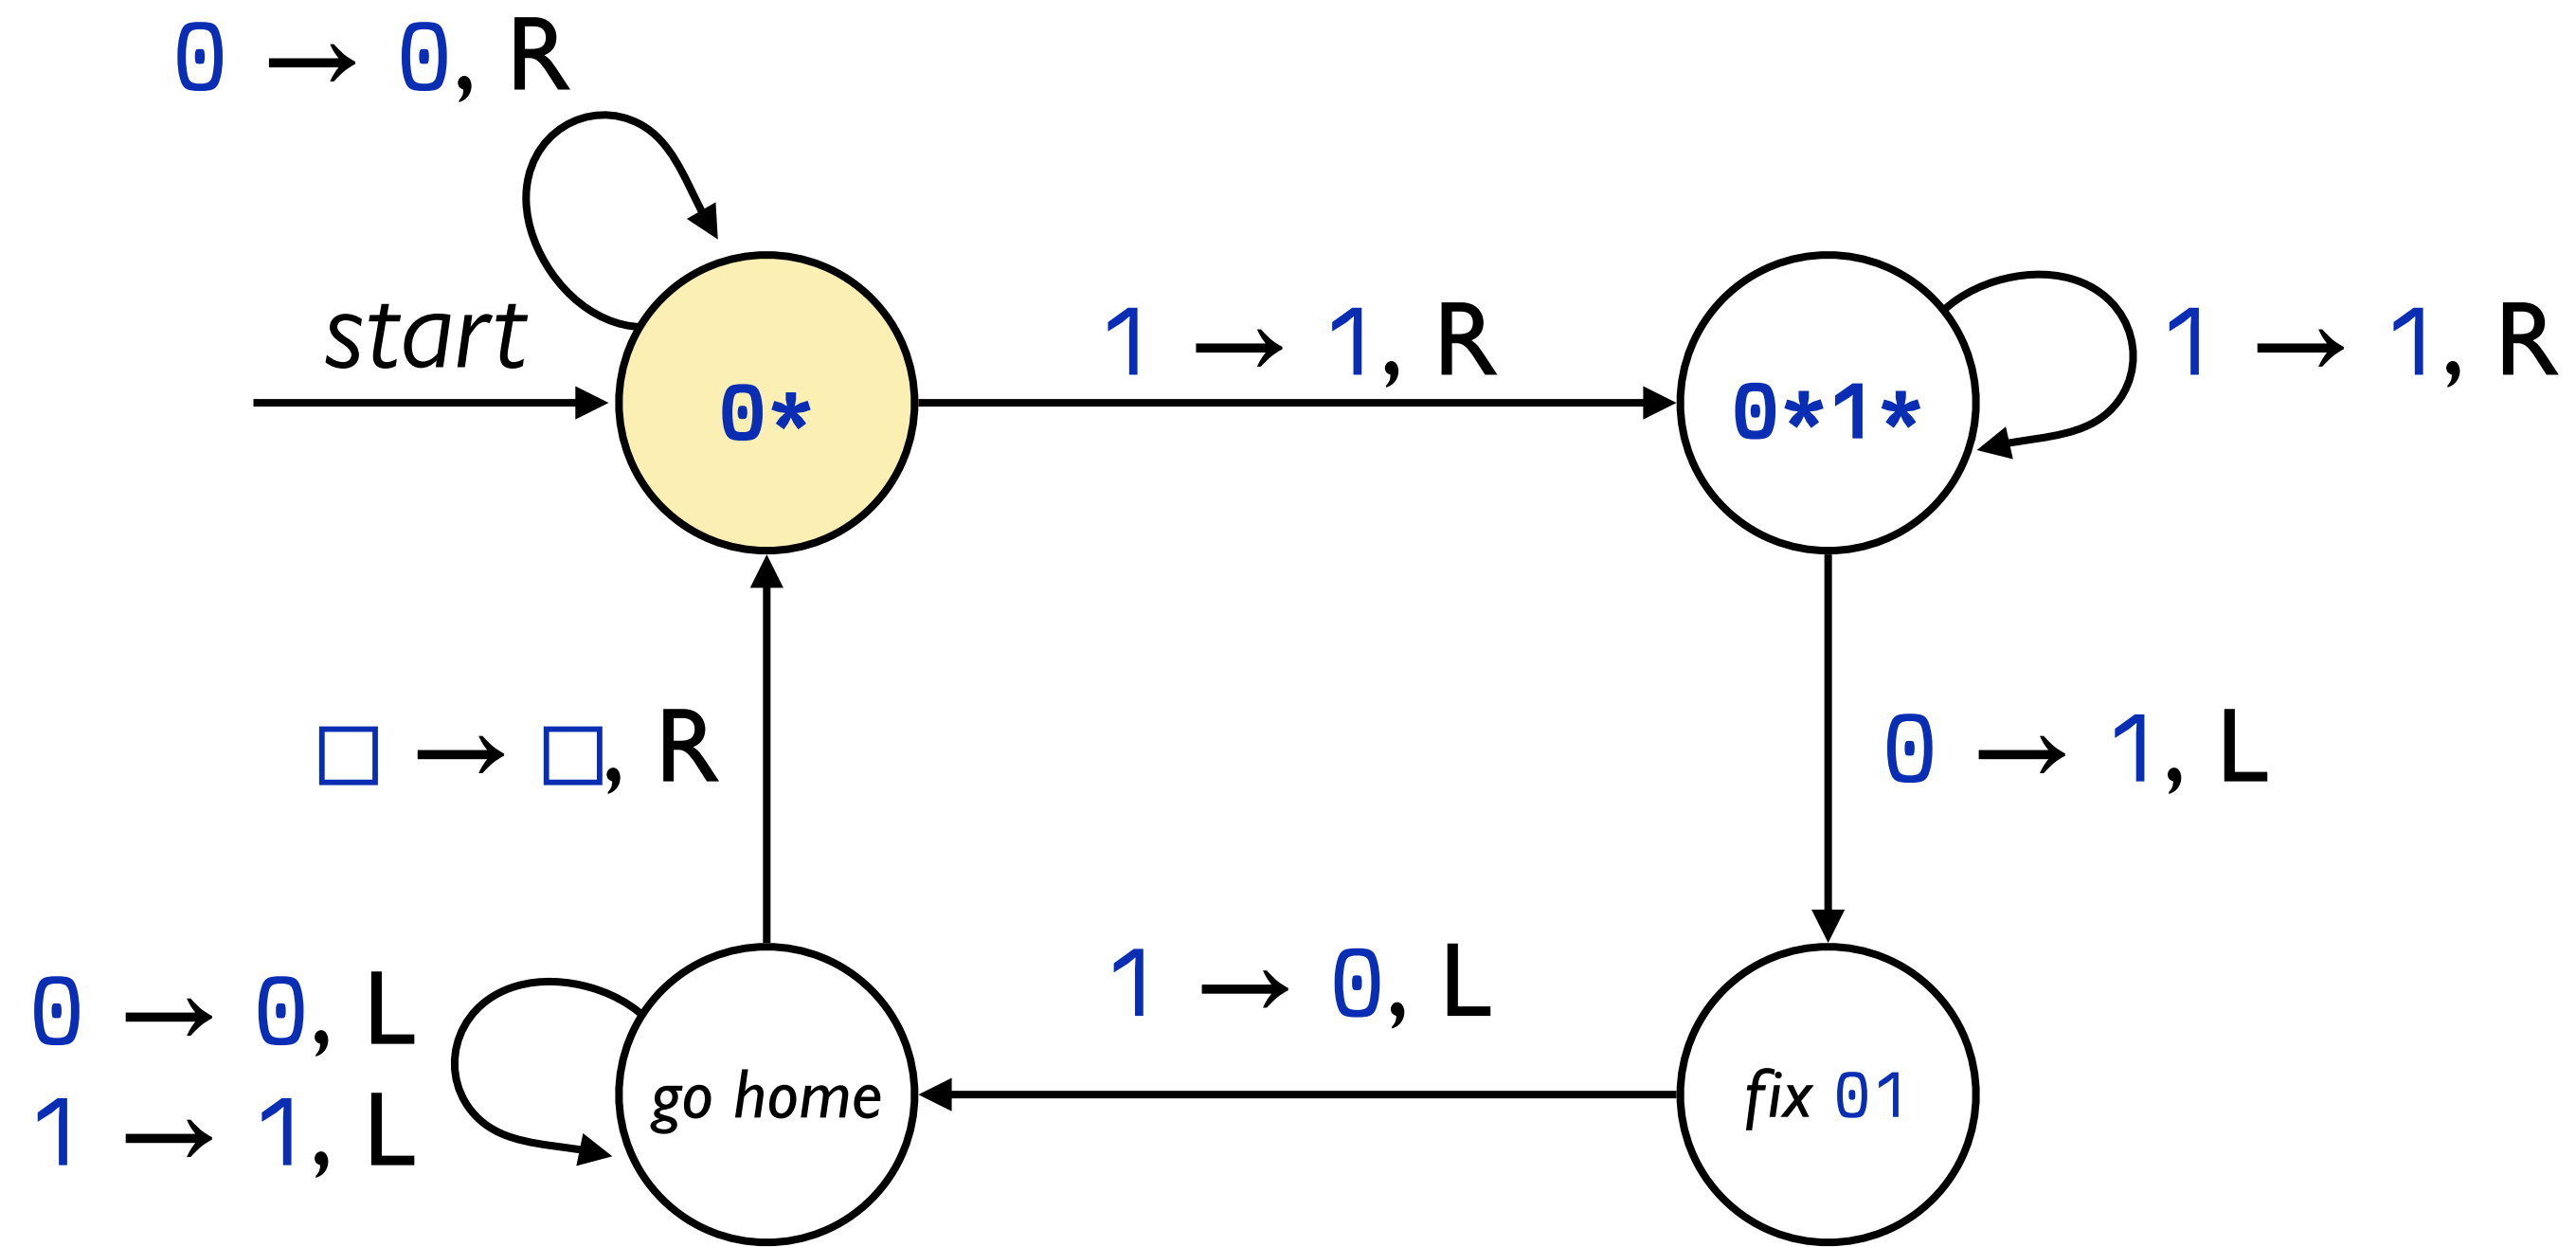 0 → 0, R
start
1 → 1, R
1 → 1, R
0*
0*1*
□ → □, R
0 → 1, L
1 → 0, L
0 → 0, L
1 → 1, L
go home
fix 01